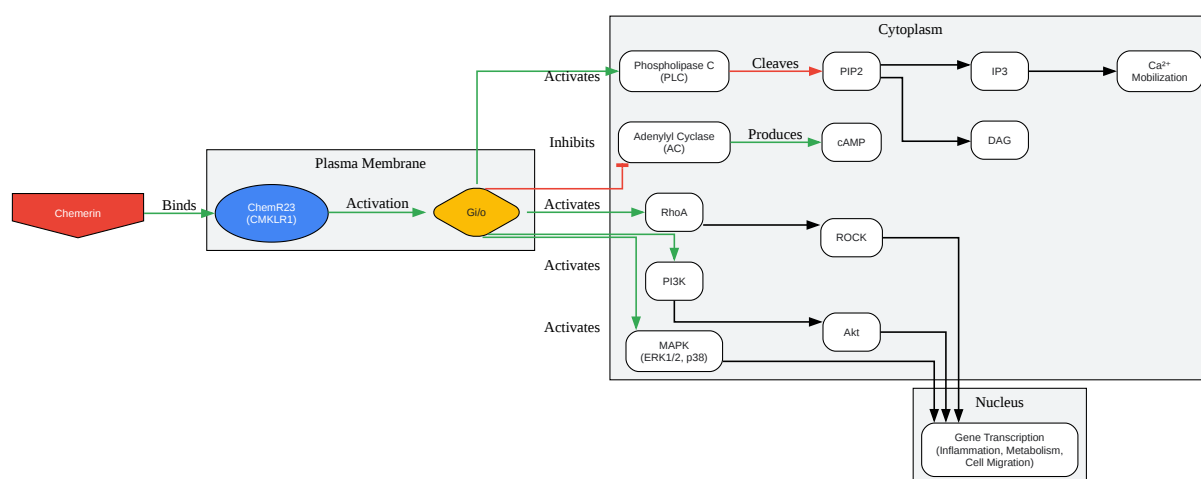 Cytoplasm
Phospholipase C
(PLC)
Cleaves
PIP2
IP3
Ca²⁺
Mobilization
Activates
Inhibits
Adenylyl Cyclase
(AC)
Produces
cAMP
DAG
Plasma Membrane
Chemerin
Binds
ChemR23
(CMKLR1)
Activation
Gi/o
Activates
RhoA
ROCK
Activates
PI3K
Activates
Akt
MAPK
(ERK1/2, p38)
Nucleus
Gene Transcription
(Inflammation, Metabolism,
Cell Migration)